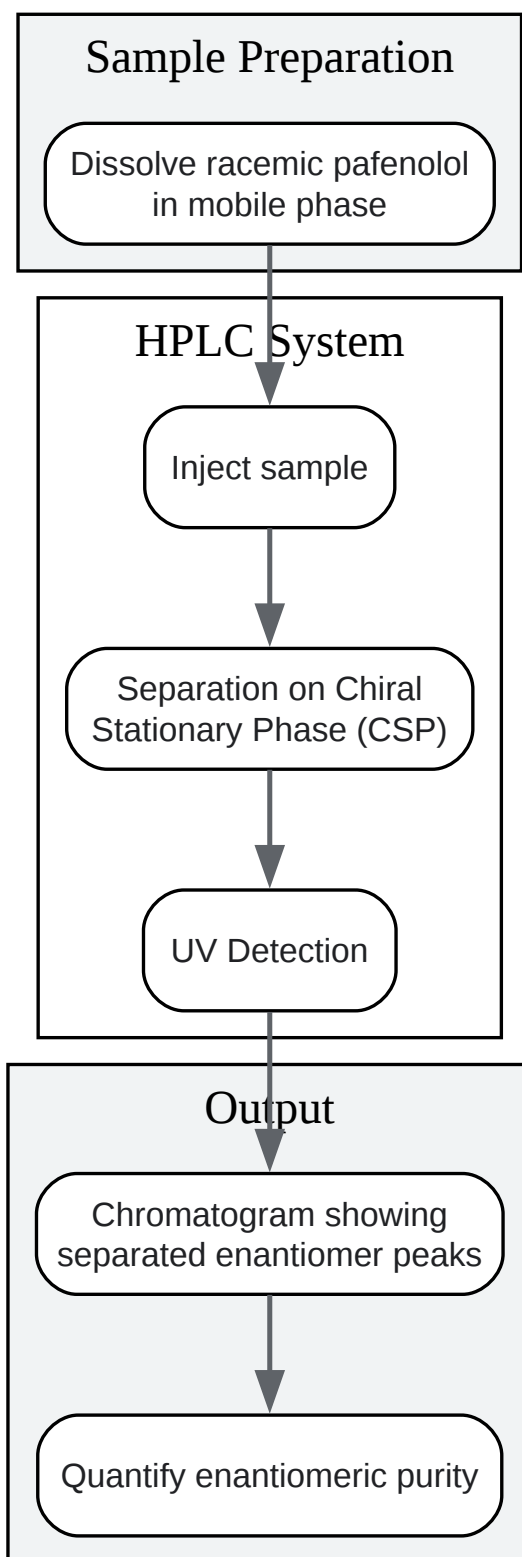 Sample Preparation
Dissolve racemic pafenolol
in mobile phase
HPLC System
Inject sample
Separation on Chiral
Stationary Phase (CSP)
UV Detection
Output
Chromatogram showing
separated enantiomer peaks
Quantify enantiomeric purity